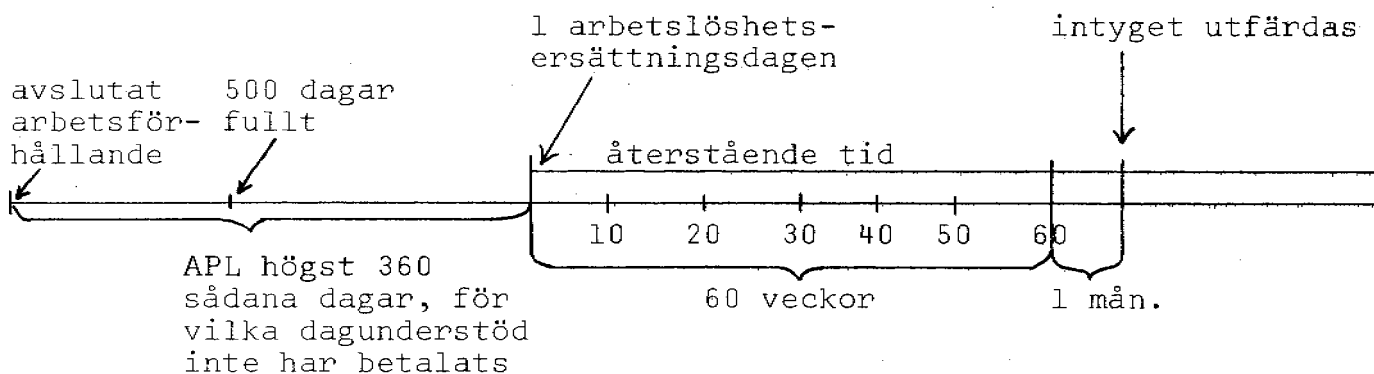 1 arbetslöshets-
ersättningsdagen
intyget utfärdas
avslutat
arbetsför-
hållande
500 dagar
fullt
återstående tid
10 20 30 40 50 60
APL högst 360
sådana dagar, för
vilka dagunderstöd
inte har betalats
60 veckor
1 mån.